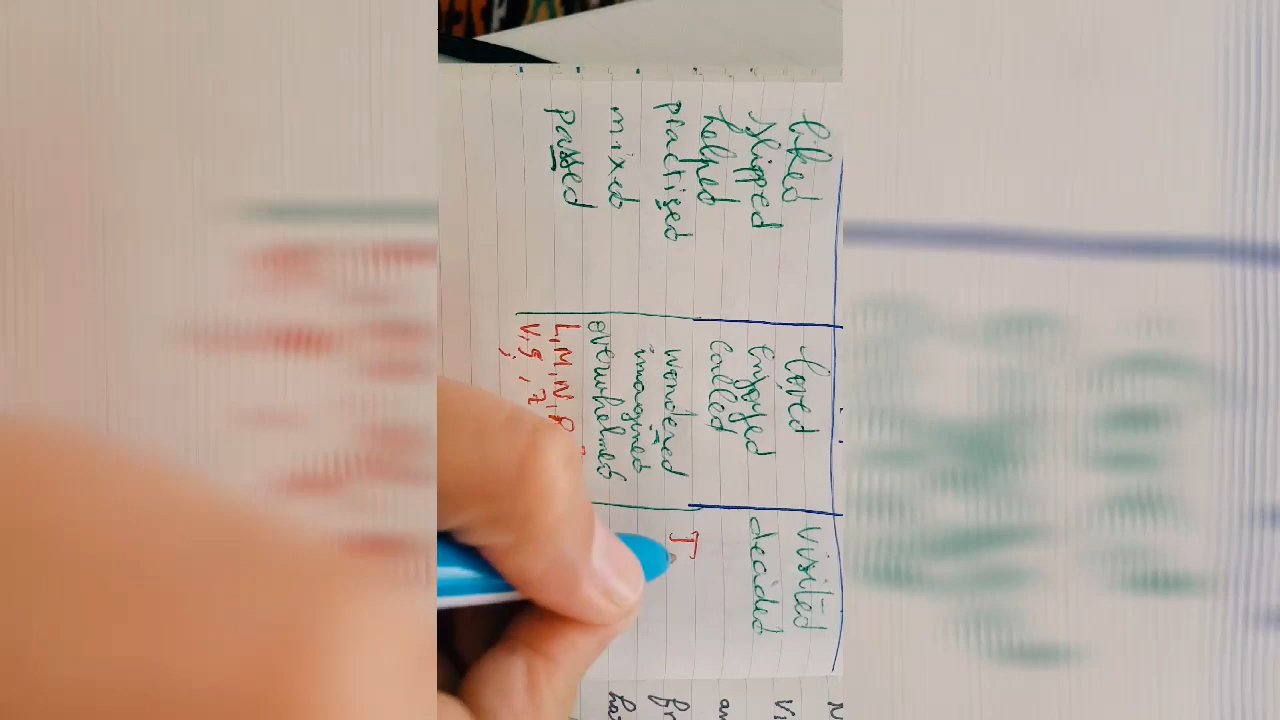 liked
slipped
helped
practised
mixed
passed
loved
enjoyed
called
wondered
imagined
overwhelmed
L, M, N, R
V, g, z
j
visited
decided
T